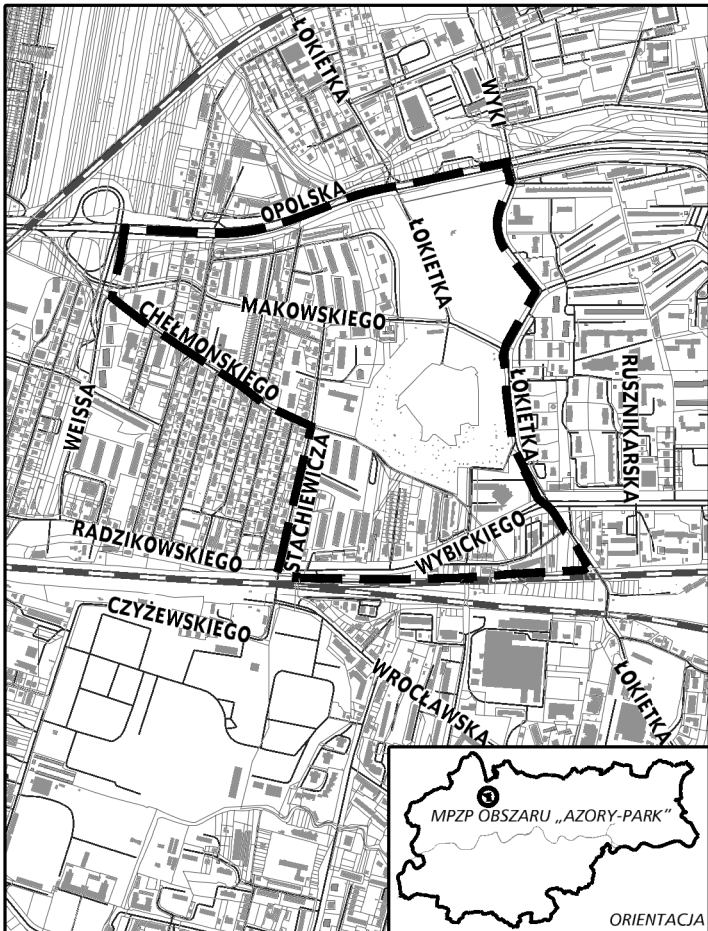 ŁOKIETKA
WYKI
OPOLSKA
ŁOKIETKA
MAKOWSKIEGO
CHEŁMOŃSKIEGO
ŁOKIETKA
RUSZNIKARSKA
WEISSA
STACHIEWICZA
WYBICKIEGO
RADZIKOWSKIEGO
CZYŻEWSKIEGO
WROCŁAWSKA
ŁOKIETKA
MPZP OBSZARU „AZORY-PARK”
ORIENTACJA